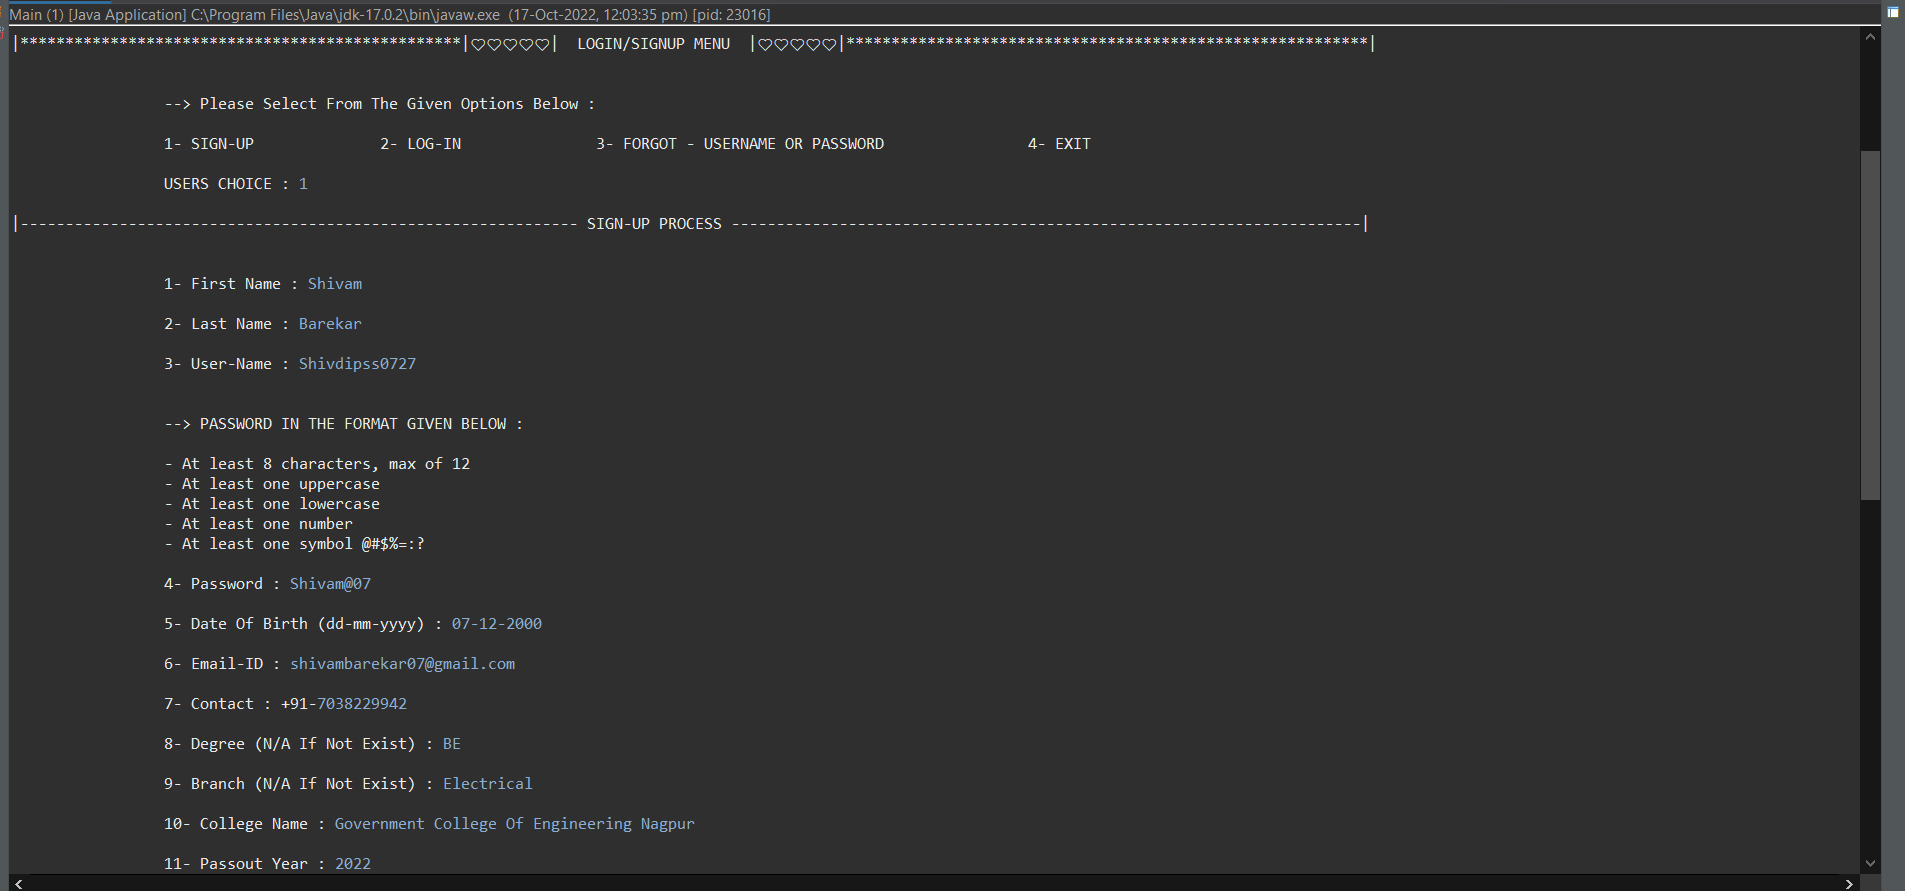 Main (1) [Java Application] C:\Program Files\Java\jdk-17.0.2\bin\javaw.exe (17-Oct-2022, 12:03:35 pm) [pid: 23016]
|*************************************************|♡♡♡♡♡|  LOGIN/SIGNUP MENU  |♡♡♡♡♡|**********************************************************|
--> Please Select From The Given Options Below :
1- SIGN-UP              2- LOG-IN               3- FORGOT - USERNAME OR PASSWORD                4- EXIT
USERS CHOICE : 1
|-------------------------------------------------------------- SIGN-UP PROCESS ----------------------------------------------------------------------|
1- First Name : Shivam
2- Last Name : Barekar
3- User-Name : Shivdipss0727
--> PASSWORD IN THE FORMAT GIVEN BELOW :
- At least 8 characters, max of 12
- At least one uppercase
- At least one lowercase
- At least one number
- At least one symbol @#$%=:?
4- Password : Shivam@07
5- Date Of Birth (dd-mm-yyyy) : 07-12-2000
6- Email-ID : shivambarekar07@gmail.com
7- Contact : +91-7038229942
8- Degree (N/A If Not Exist) : BE
9- Branch (N/A If Not Exist) : Electrical
10- College Name : Government College Of Engineering Nagpur
11- Passout Year : 2022